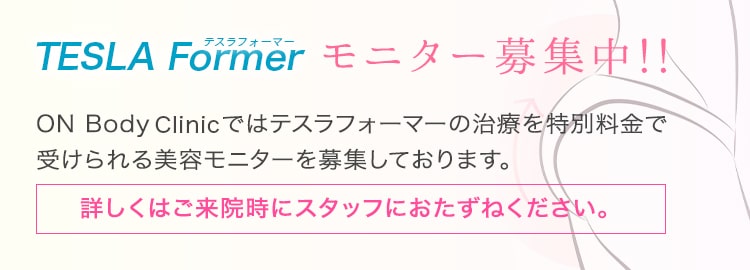 テスラフォーマー
TESLA Former モニター募集中!!
ON Body Clinicではテスラフォーマーの治療を特別料金で
受けられる美容モニターを募集しております。
詳しくはご来院時にスタッフにおたずねください。